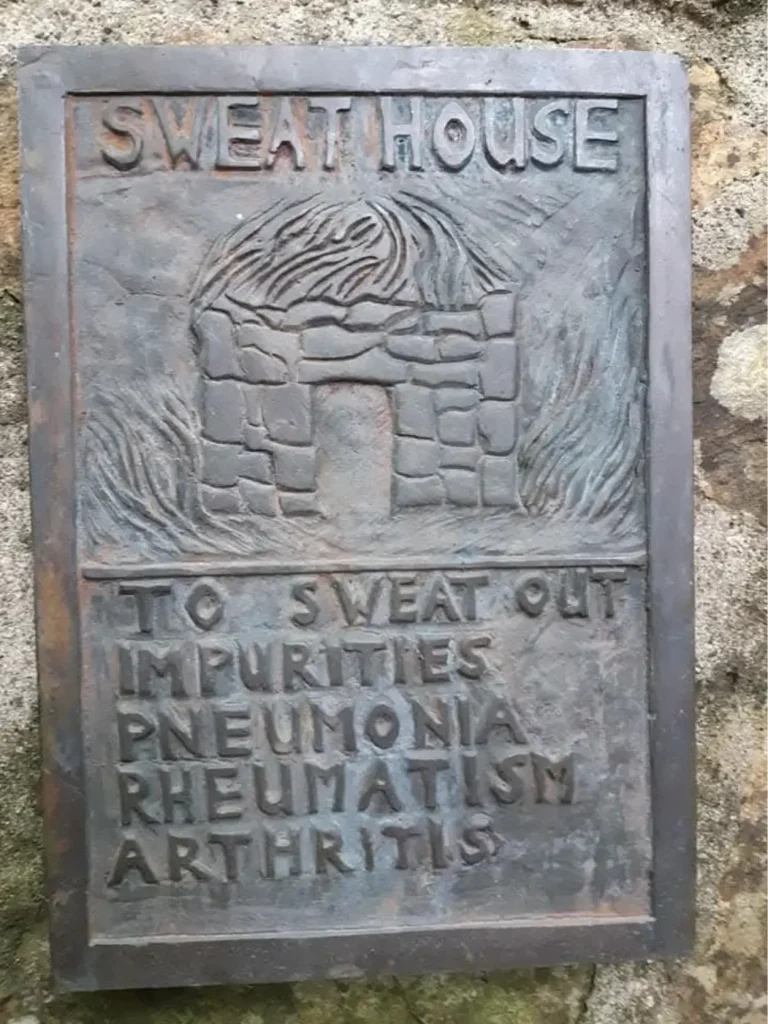 SWEAT HOUSE
TO SWEAT OUT
IMPURITIES
PNEUMONIA
RHEUMATISM
ARTHRITIS